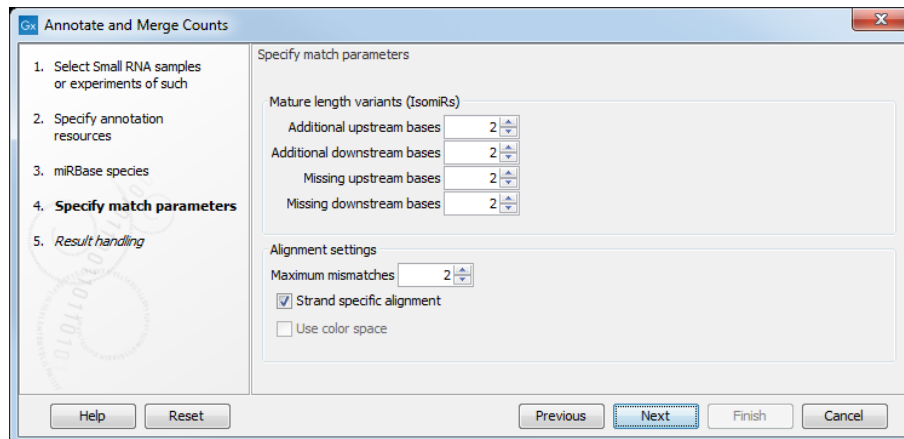 Gx Annotate and Merge Counts
1. Select Small RNA samples
or experiments of such
2. Specify annotation
resources
3. miRBase species
4. Specify match parameters
5. Result handling
Specify match parameters
Mature length variants (IsomiRs)
Additional upstream bases 2
Additional downstream bases 2
Missing upstream bases 2
Missing downstream bases 2
Alignment settings
Maximum mismatches 2
Strand specific alignment
Use color space
Help Reset Previous Next Finish Cancel